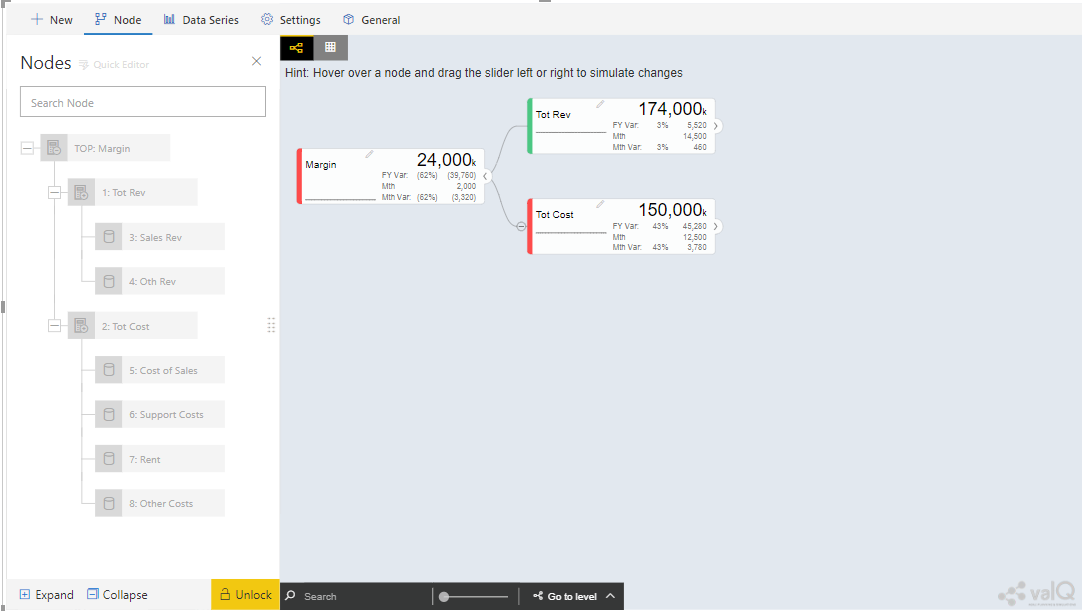 New
Node
Data Series
Settings
General
Nodes
Quick Editor
Search Node
TOP: Margin
1: Tot Rev
3: Sales Rev
4: Oth Rev
2: Tot Cost
5: Cost of Sales
6: Support Costs
7: Rent
8: Other Costs
Expand
Collapse
Unlock
Hint: Hover over a node and drag the slider left or right to simulate changes
Margin
24,000k
FY Var: (62%) (39,760)
Mth 2,000
Mth Var: (62%) (3,320)
Tot Rev
174,000k
FY Var: 3% 5,520
Mth 14,500
Mth Var: 3% 460
Tot Cost
150,000k
FY Var: 43% 45,280
Mth 12,500
Mth Var: 43% 3,780
Search
Go to level
valQ